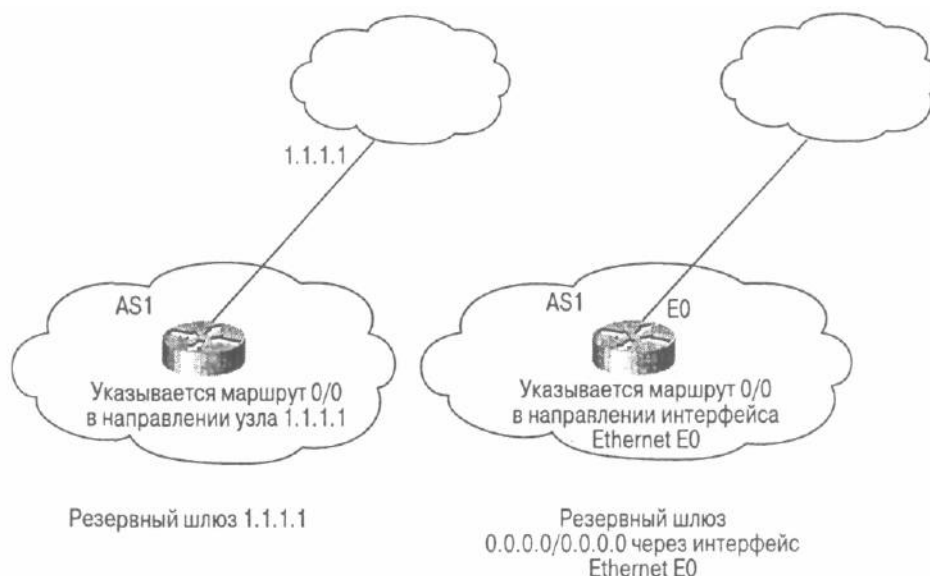 1.1.1.1
AS1
Указывается маршрут 0/0
в направлении узла 1.1.1.1
Резервный шлюз 1.1.1.1
AS1
E0
Указывается маршрут 0/0
в направлении интерфейса
Ethernet E0
Резервный шлюз
0.0.0.0/0.0.0.0 через интерфейс
Ethernet E0